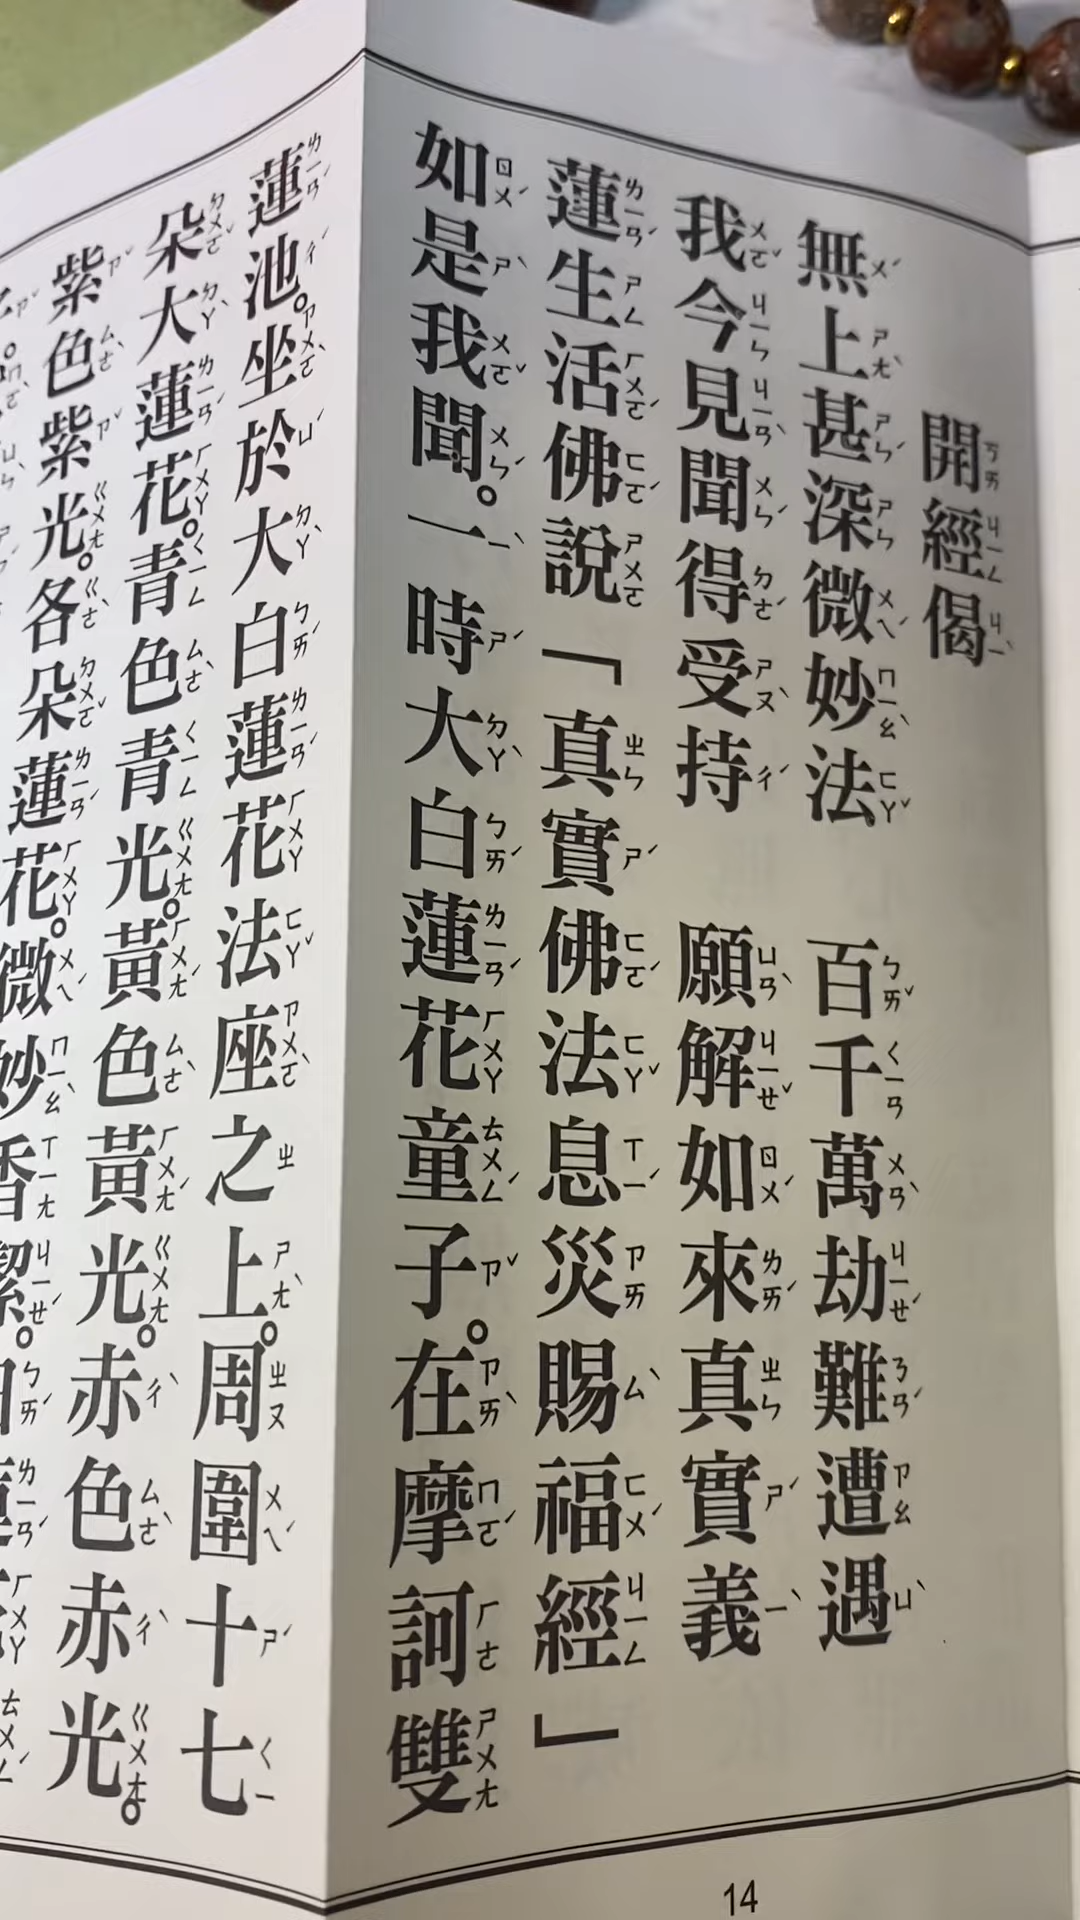 開經偈
無上甚深微妙法　百千萬劫難遭遇
我今見聞得受持　願解如來真實義
蓮生活佛說「真實佛法息災賜福經」
如是我聞。一時大白蓮花童子。在摩訶雙
蓮池。坐於大白蓮花法座之上。周圍十七
朵大蓮花。青色青光。黃色黃光。赤色赤光。
紫色紫光。各朵蓮花。微妙香潔。
14